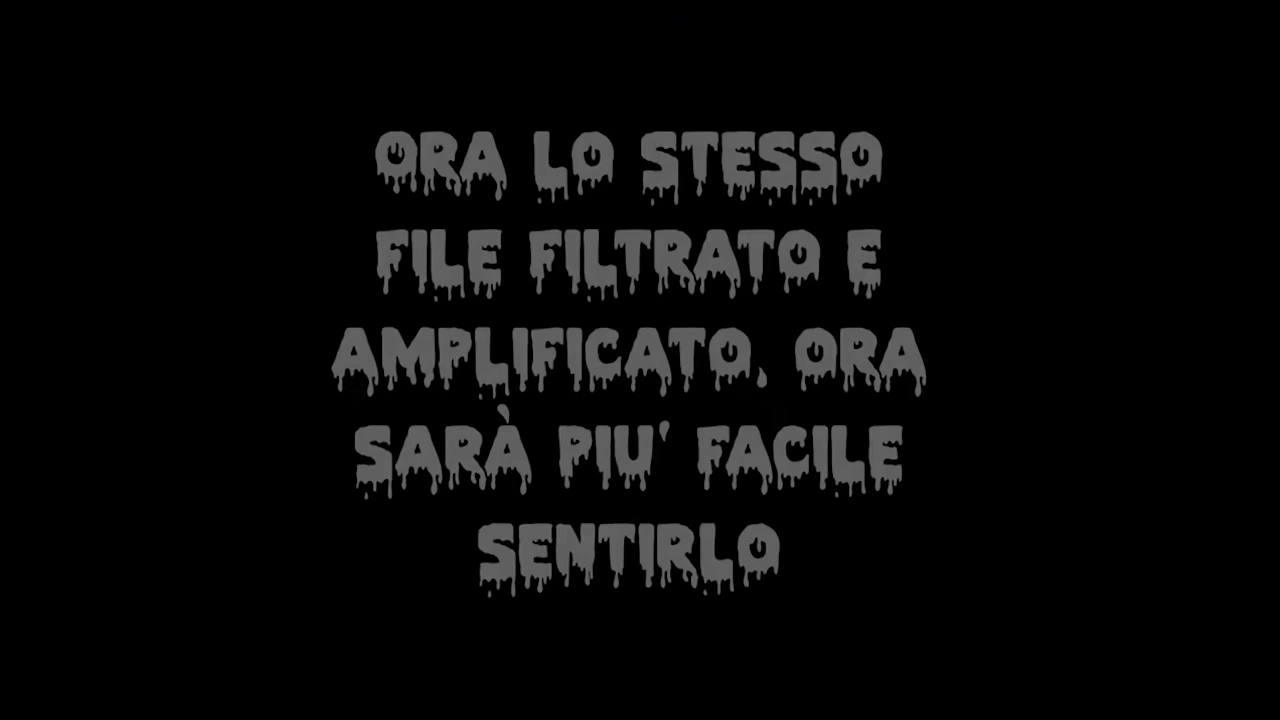 ORA LO STESSO
FILE FILTRATO E
AMPLIFICATO, ORA
SARÀ PIU' FACILE
SENTIRLO